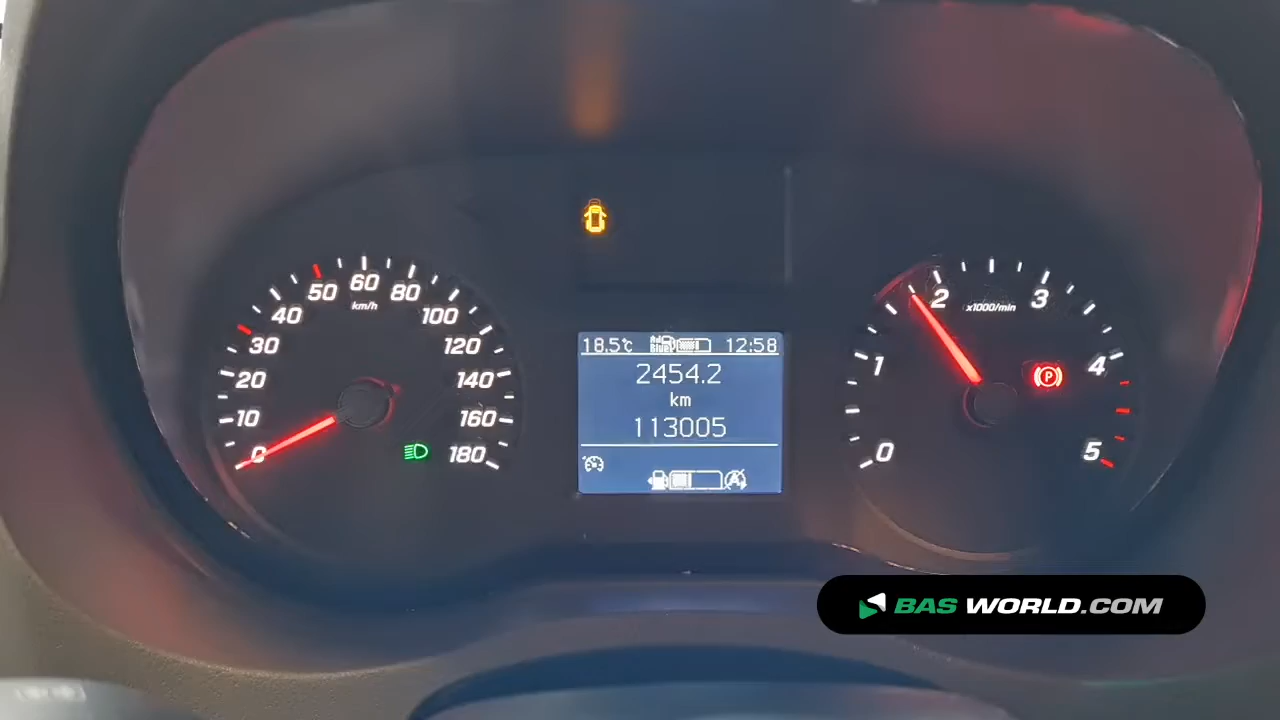 18.5℃ AdBlue 12:58
2454.2
km
113005
0 10 20 30 40 50 60 80 100 120 140 160 180
km/h
0 1 2 3 4 5
x1000/min
P
A
BAS WORLD.COM